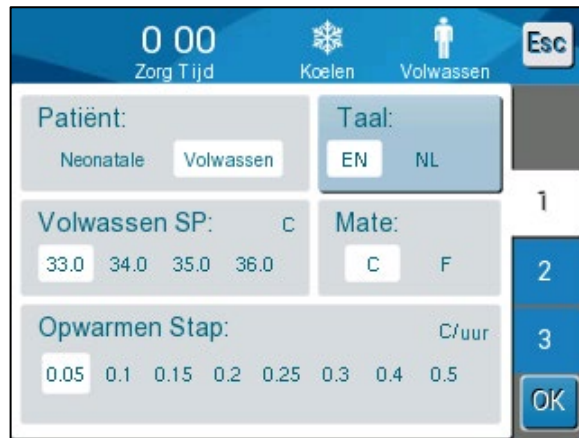 0 00
Zorg Tijd
Koelen
Volwassen
Esc
Patiënt:
Neonatale Volwassen
Taal:
EN NL
1
Volwassen SP: C
33.0 34.0 35.0 36.0
Mate:
C F
2
Opwarmen Stap: C/uur
0.05 0.1 0.15 0.2 0.25 0.3 0.4 0.5
3
OK